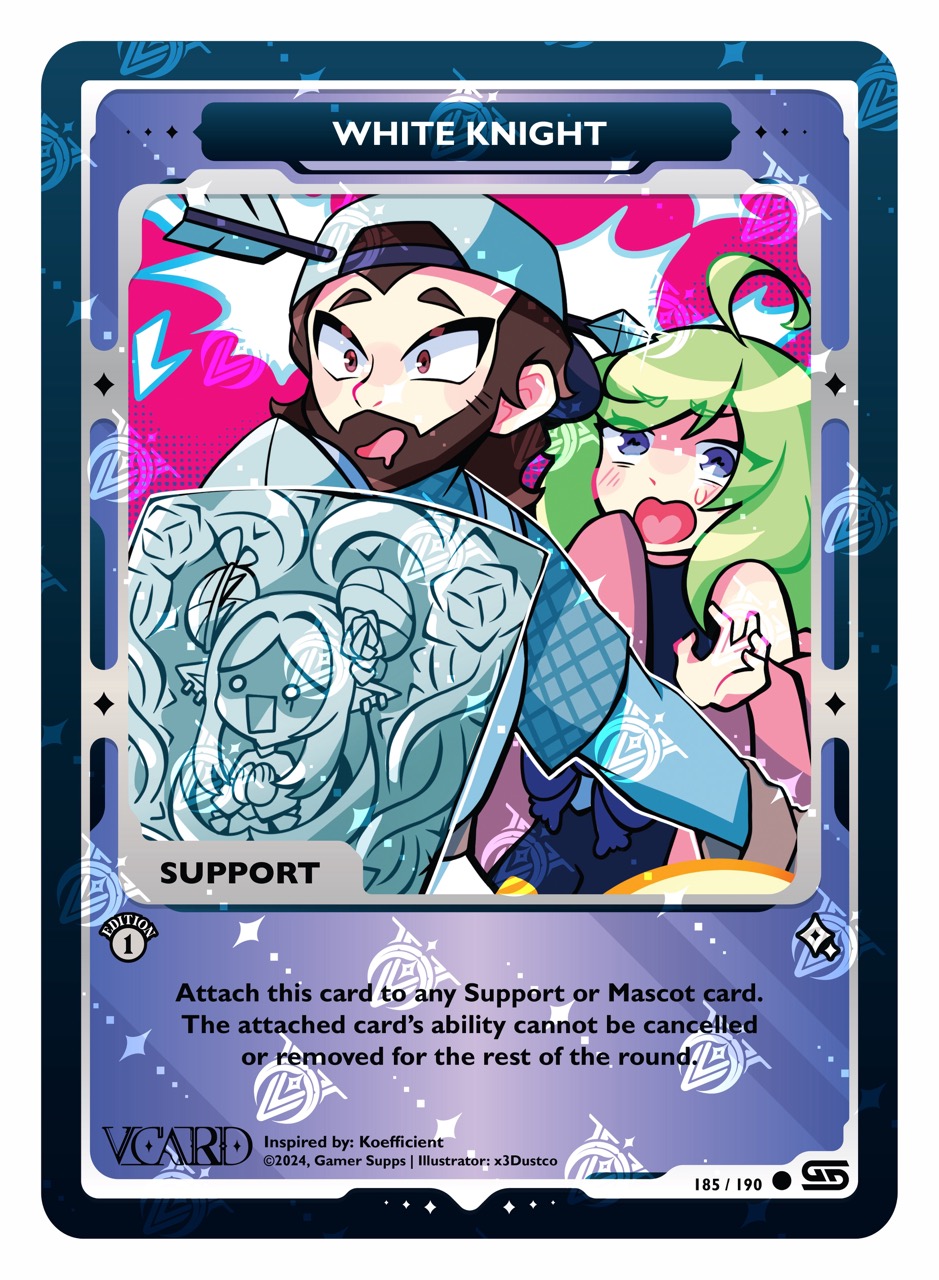 WHITE KNIGHT
SUPPORT
EDITION
1
Attach this card to any Support or Mascot card.
The attached card's ability cannot be cancelled
or removed for the rest of the round.
VCARD
Inspired by: Koefficient
©2024, Gamer Supps | Illustrator: x3Dustco
185 / 190
GS